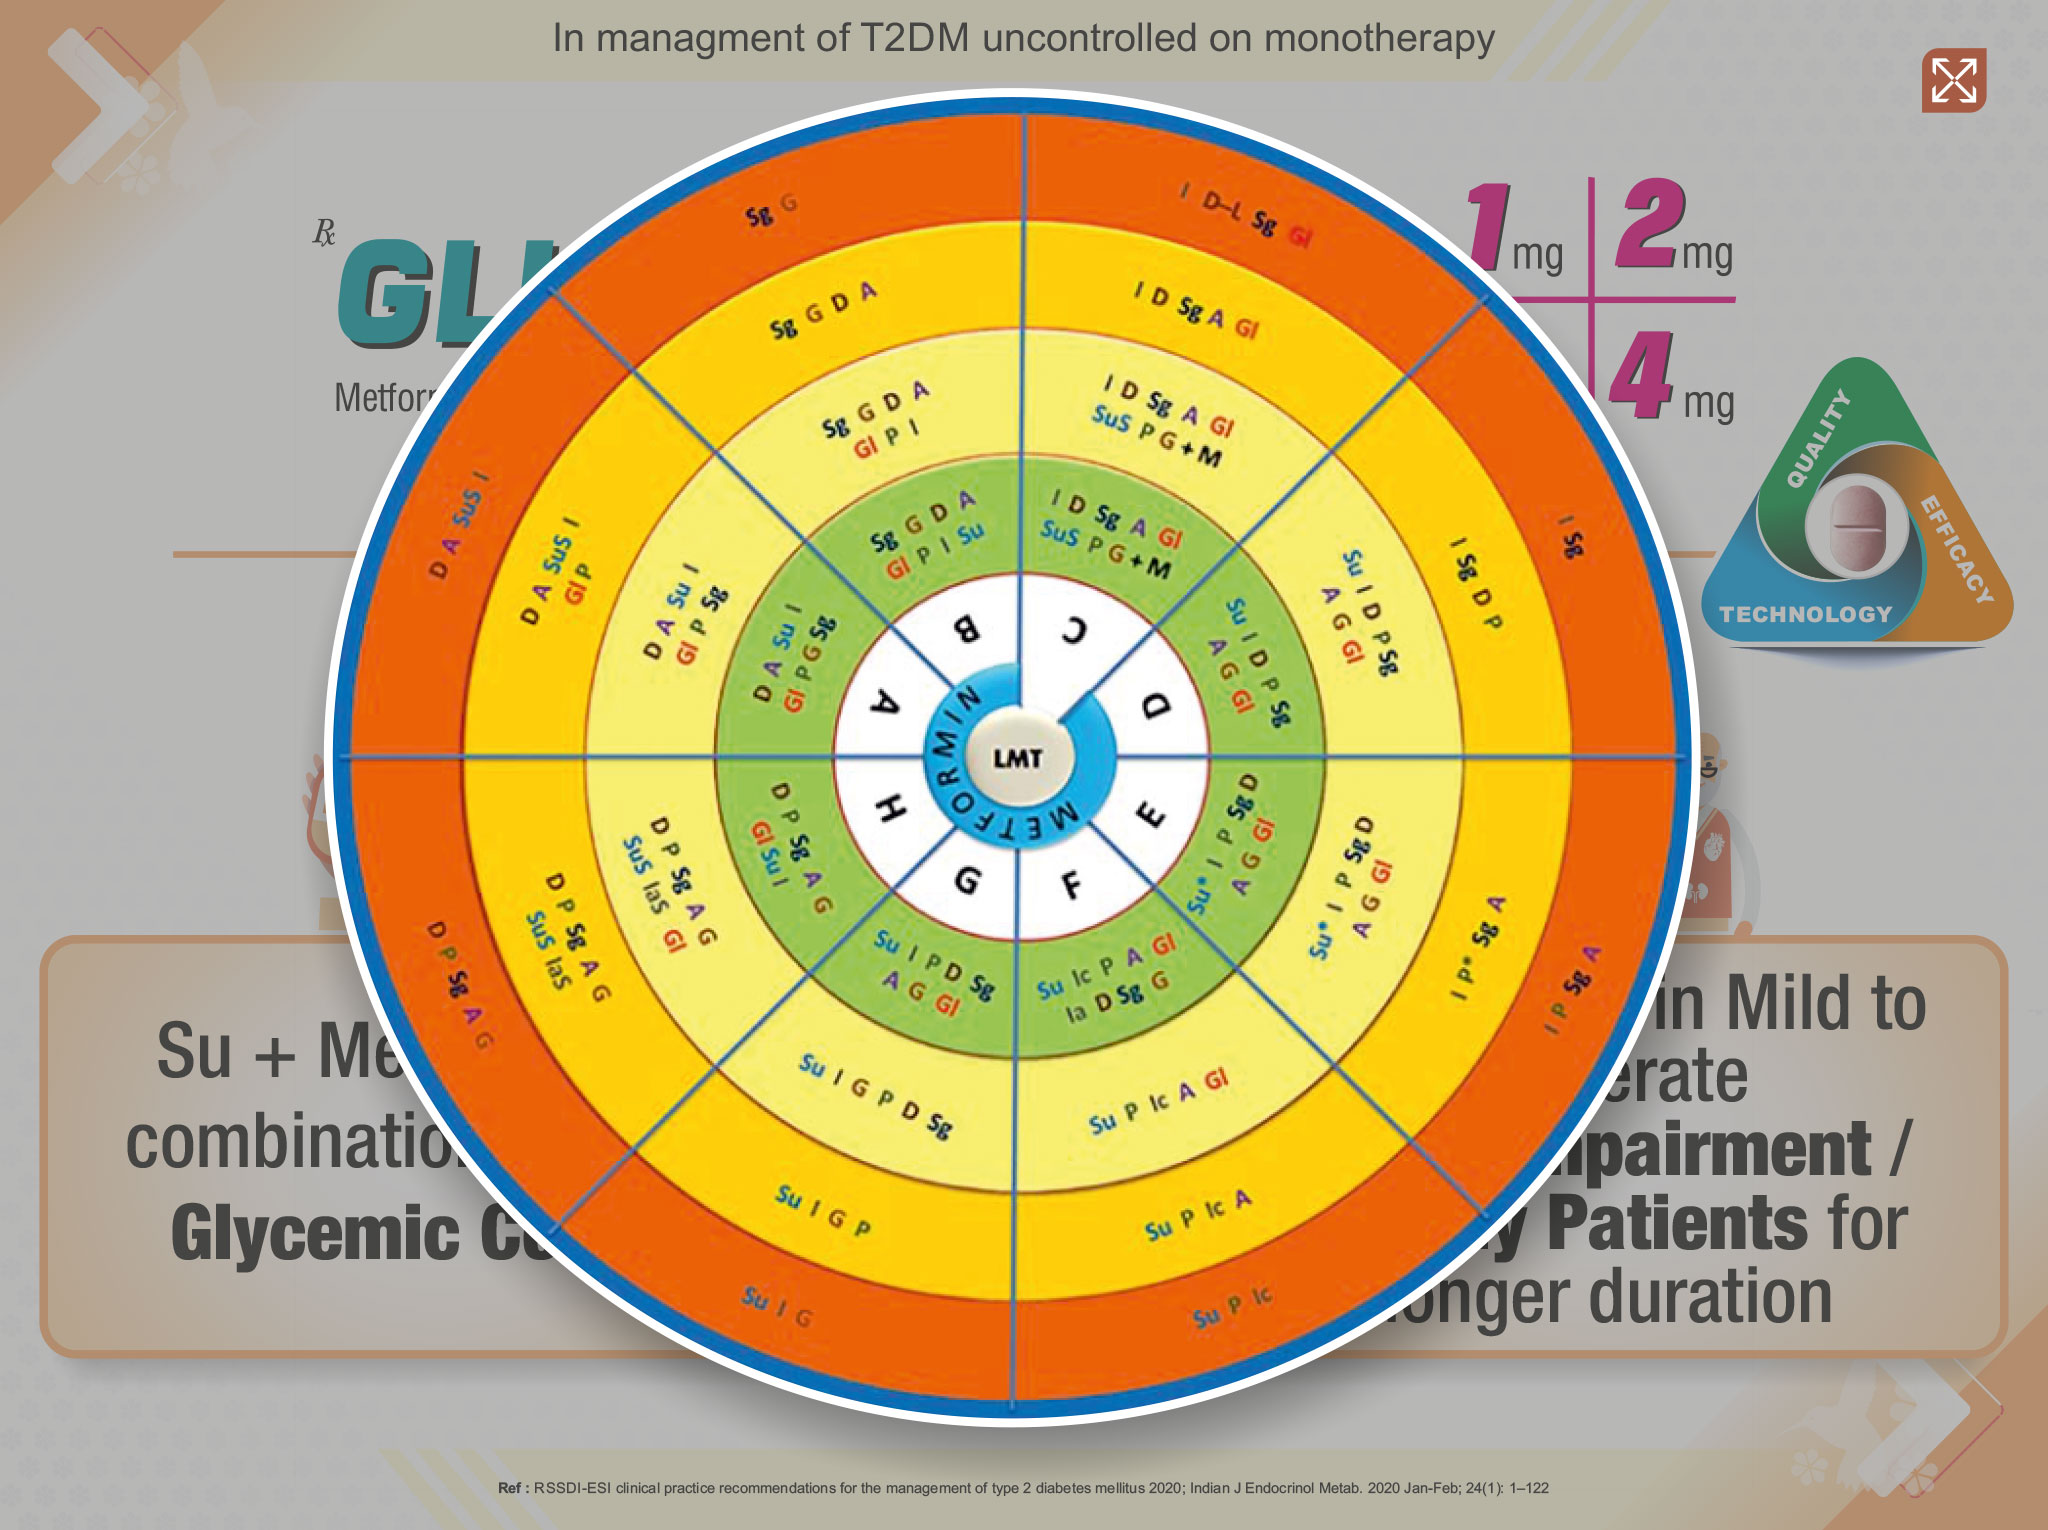 In managment of T2DM uncontrolled on monotherapy
Rx
GLI
Metfor
1 mg
2 mg
4 mg
QUALITY
EFFICACY
TECHNOLOGY
Sg G
Sg G D A
Sg G D A
Gl P I
Sg G D A
Gl P I Su
B
I D-L Sg Gl
I D Sg A Gl
I D Sg A Gl
SuS P G+M
I D Sg A Gl
SuS P G+M
C
I Sg
I Sg D P
Su I D P Sg
A G Gl
Su I D P Sg
A G Gl
D
D A SuS I
D A SuS I
Gl P
D A Su I
Gl P Sg
D A Su I
Gl P G Sg
A
METFORMIN
LMT
H
D P Sg A G
Gl Su I
D P Sg A G
SuS IaS Gl
D P Sg A G
SuS IaS
D P Sg A G
G
Su I P D Sg
A G Gl
Su I G P D Sg
Su I G P
Su I G
F
Su Ic P A Gl
Ia D Sg G
Su P Ic A Gl
Su P Ic A
Su P Ic
E
Su* I P Sg D
A G Gl
Su* I P Sg D
A G Gl
I P* Sg A
I P Sg A
Su + Me
combination
Glycemic Co
in Mild to
erate
mpairment /
y Patients for
onger duration
Ref : RSSDI-ESI clinical practice recommendations for the management of type 2 diabetes mellitus 2020; Indian J Endocrinol Metab. 2020 Jan-Feb; 24(1): 1–122